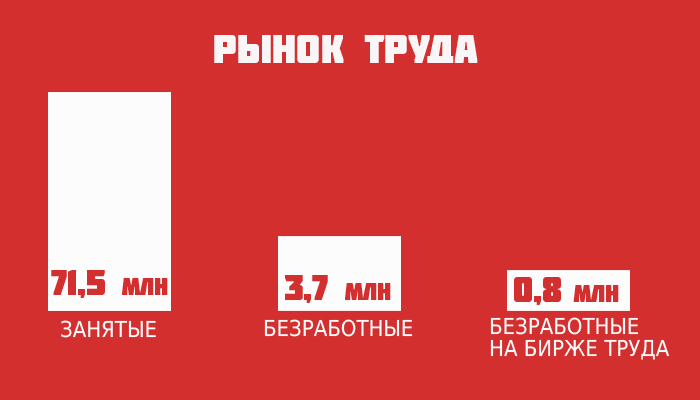 РЫНОК ТРУДА
71,5 млн
3,7 млн
0,8 млн
ЗАНЯТЫЕ
БЕЗРАБОТНЫЕ
БЕЗРАБОТНЫЕ
НА БИРЖЕ ТРУДА